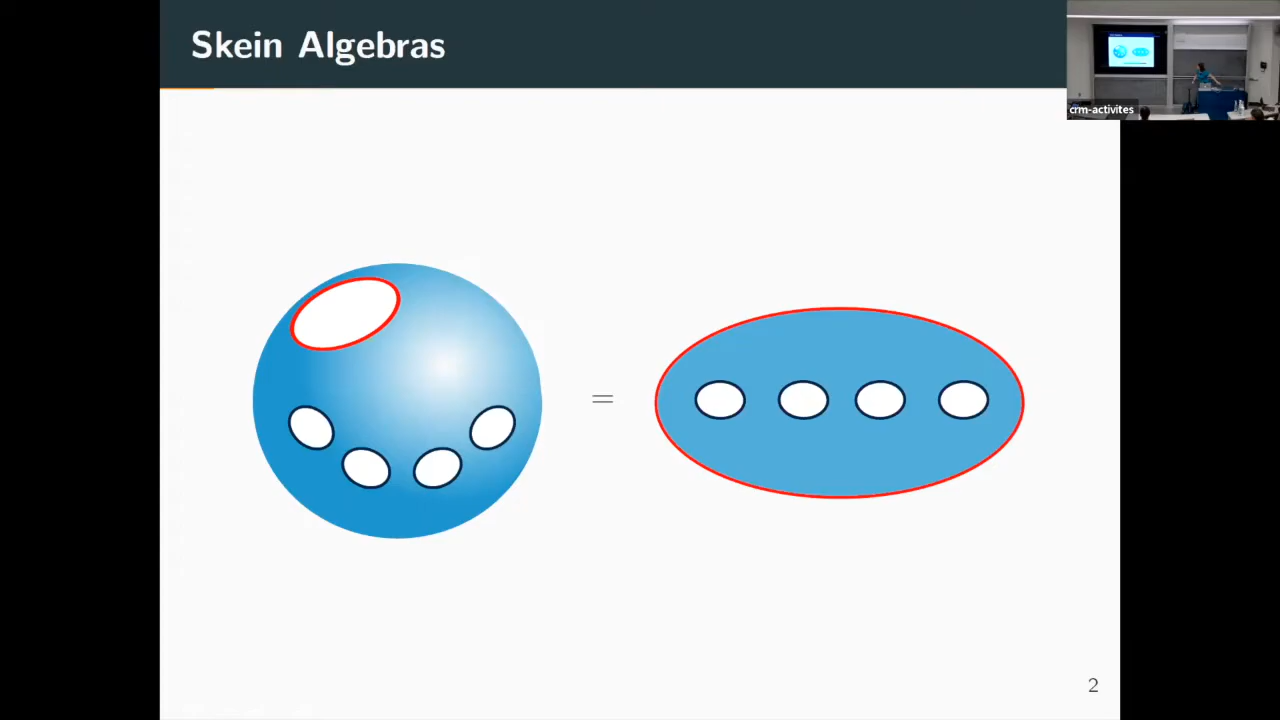 Skein Algebras
crm-activites
=
2